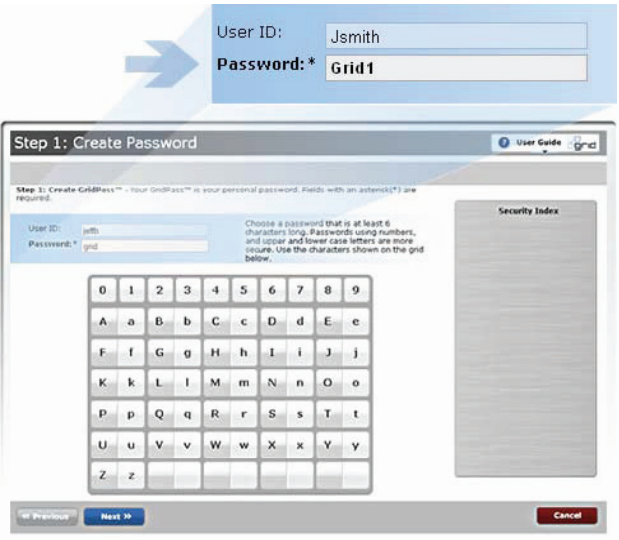 User ID: Jsmith
Password:* Grid1
Step 1: Create Password
? User Guide grid
Step 1: Create GridPass™ - Your GridPass™ is your personal password. Fields with an asterisk(*) are
required.
Security Index
User ID: jeffb
Password:* grid
Choose a password that is at least 6
characters long. Passwords using numbers,
and upper and lower case letters are more
secure. Use the characters shown on the grid
below.
0 1 2 3 4 5 6 7 8 9
A a B b C c D d E e
F f G g H h I i J j
K k L l M m N n O o
P p Q q R r S s T t
U u V v W w X x Y y
Z z
« Previous Next » Cancel